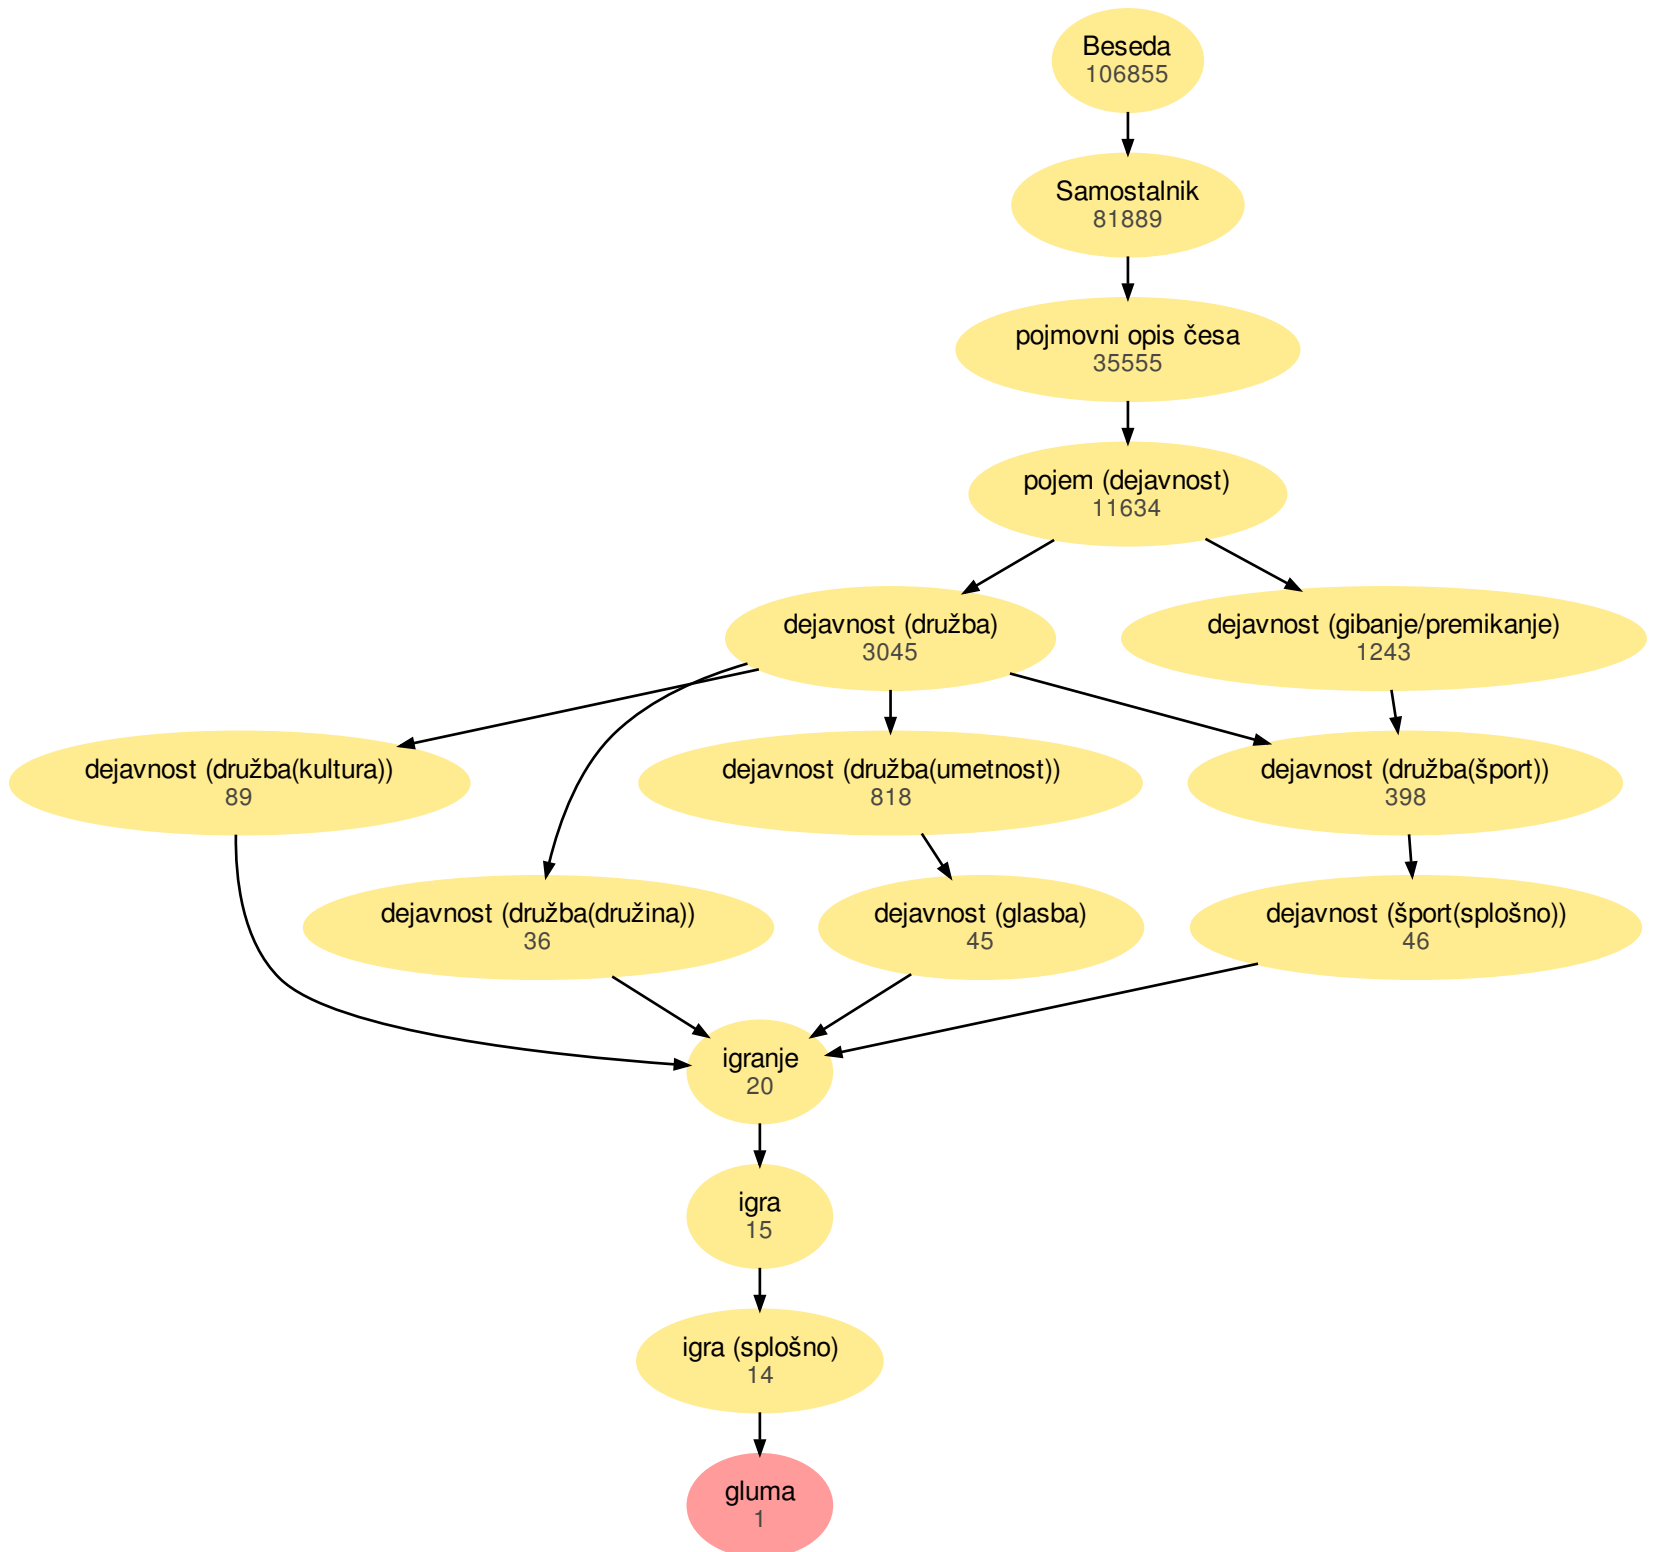 Beseda
106855
Samostalnik
81889
pojmovni opis česa
35555
pojem (dejavnost)
11634
dejavnost (družba)
3045
dejavnost (gibanje/premikanje)
1243
dejavnost (družba(kultura))
89
dejavnost (družba(umetnost))
818
dejavnost (družba(šport))
398
dejavnost (družba(družina))
36
dejavnost (glasba)
45
dejavnost (šport(splošno))
46
igranje
20
igra
15
igra (splošno)
14
gluma
1